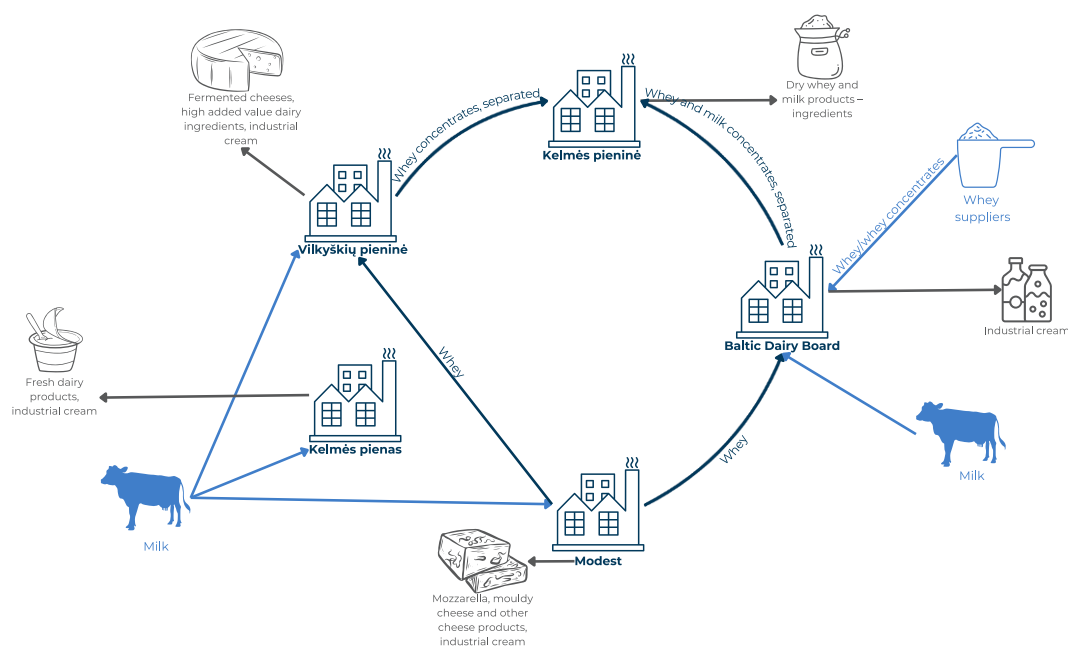 Fermented cheeses,
high added value dairy
ingredients, industrial
cream
Whey concentrates, separated
Kelmės pieninė
Whey and milk concentrates, separated
Dry whey and
milk products –
ingredients
Whey
suppliers
Whey/whey concentrates
Vilkyškių pieninė
Industrial cream
Baltic Dairy Board
Whey
Fresh dairy
products,
industrial cream
Kelmės pienas
Whey
Milk
Milk
Modest
Mozzarella, mouldy
cheese and other
cheese products,
industrial cream